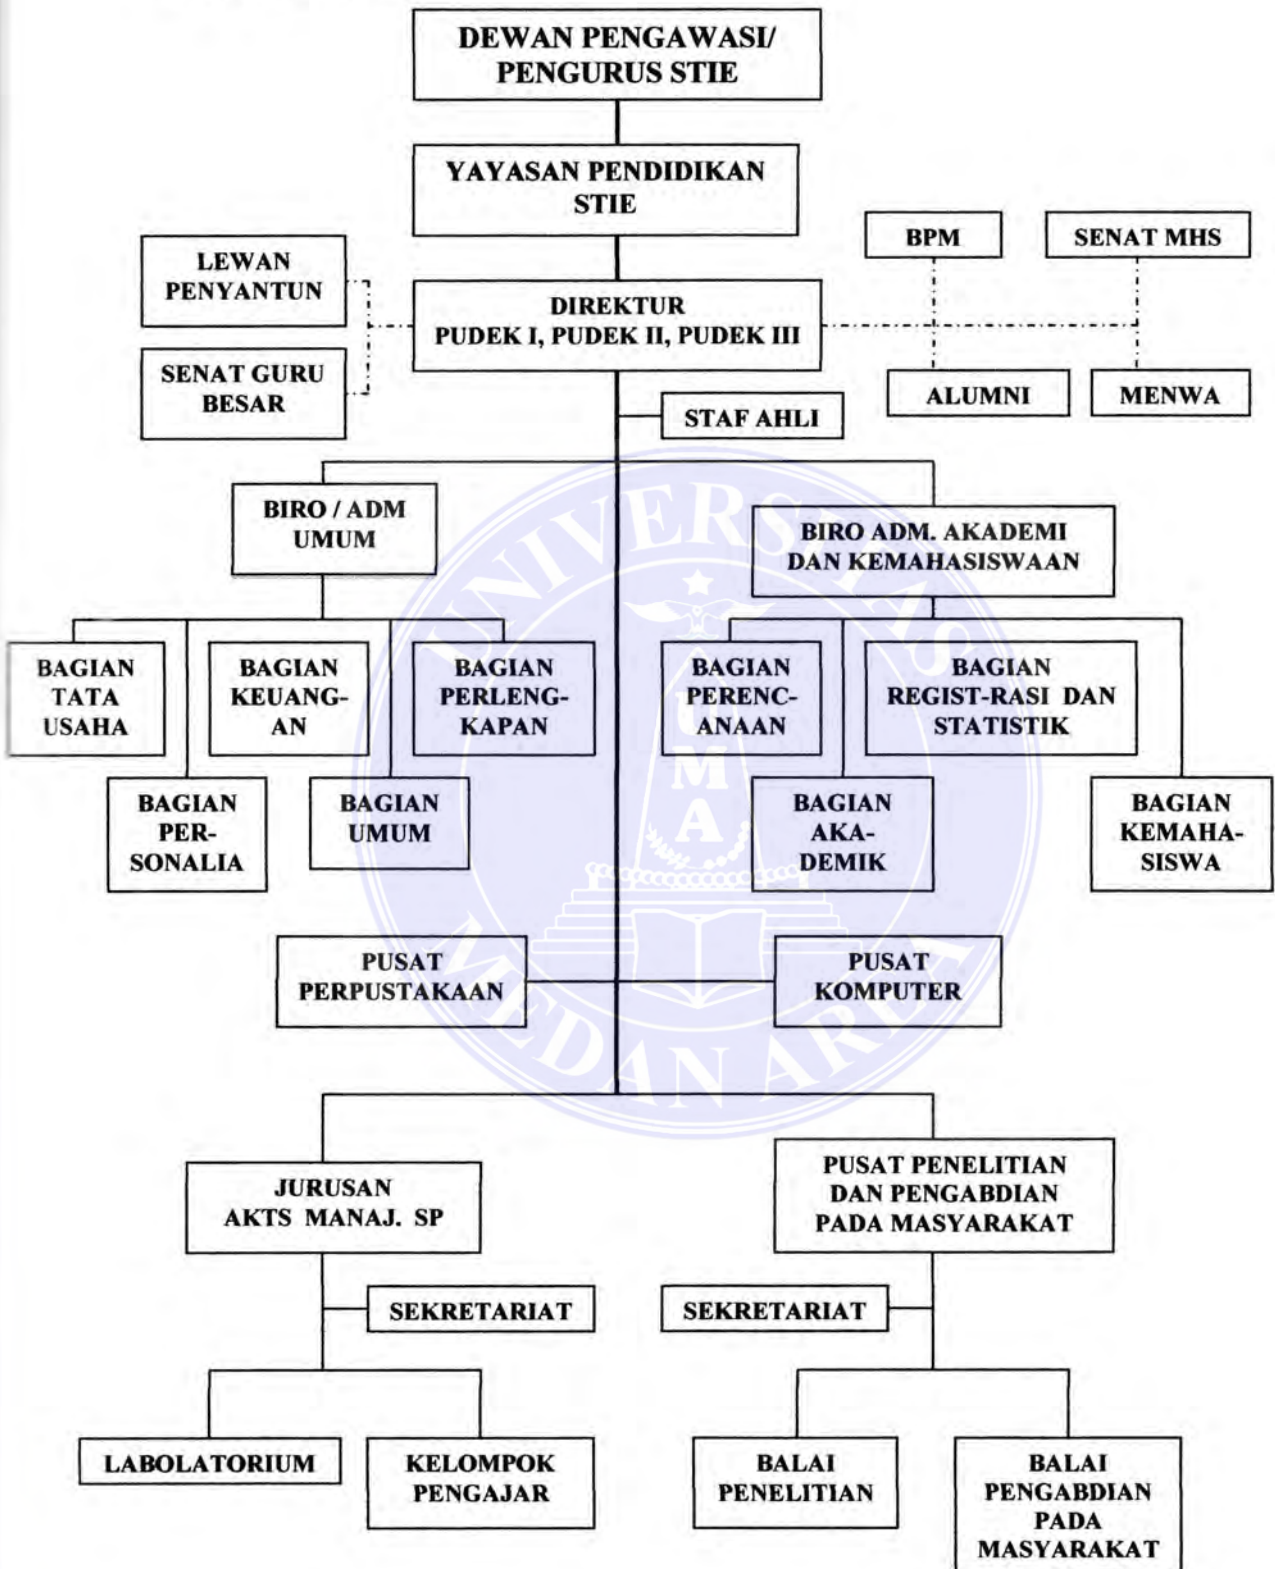 DEWAN PENGAWASI/
PENGURUS STIE
YAYASAN PENDIDIKAN
STIE
BPM
SENAT MHS
LEWAN
PENYANTUN
DIREKTUR
PUDEK I, PUDEK II, PUDEK III
SENAT GURU
BESAR
ALUMNI
MENWA
STAF AHLI
BIRO / ADM
UMUM
BIRO ADM. AKADEMI
DAN KEMAHASISWAAN
BAGIAN
TATA
USAHA
BAGIAN
KEUANG-
AN
BAGIAN
PERLENG-
KAPAN
BAGIAN
PERENC-
ANAAN
BAGIAN
REGIST-RASI DAN
STATISTIK
BAGIAN
PER-
SONALIA
BAGIAN
UMUM
BAGIAN
AKA-
DEMIK
BAGIAN
KEMAHA-
SISWA
PUSAT
PERPUSTAKAAN
PUSAT
KOMPUTER
JURUSAN
AKTS MANAJ. SP
PUSAT PENELITIAN
DAN PENGABDIAN
PADA MASYARAKAT
SEKRETARIAT
SEKRETARIAT
LABOLATORIUM
KELOMPOK
PENGAJAR
BALAI
PENELITIAN
BALAI
PENGABDIAN
PADA
MASYARAKAT
UNIVERSITAS
UMA
MEDAN AREA